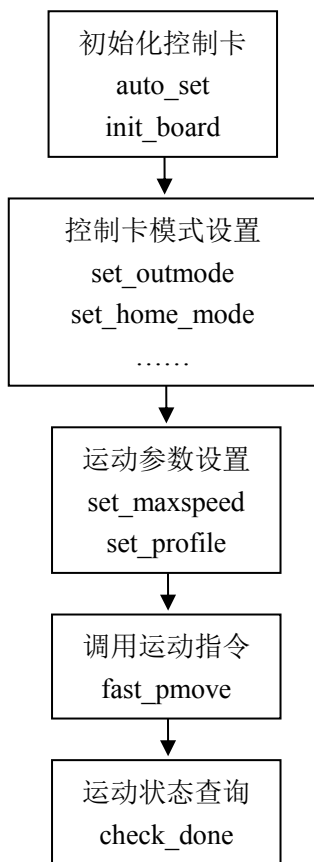 初始化控制卡
auto_set
init_board
控制卡模式设置
set_outmode
set_home_mode
……
运动参数设置
set_maxspeed
set_profile
调用运动指令
fast_pmove
运动状态查询
check_done